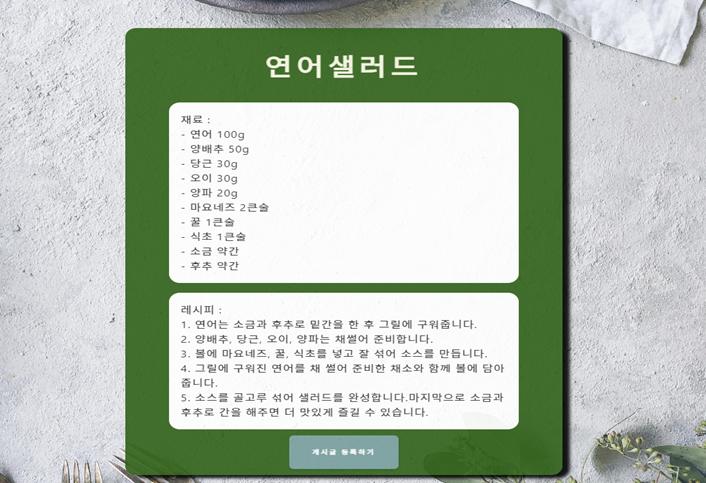 연어샐러드
재료 :
- 연어 100g
- 양배추 50g
- 당근 30g
- 오이 30g
- 양파 20g
- 마요네즈 2큰술
- 꿀 1큰술
- 식초 1큰술
- 소금 약간
- 후추 약간
레시피 :
1. 연어는 소금과 후추로 밑간을 한 후 그릴에 구워줍니다.
2. 양배추, 당근, 오이, 양파는 채썰어 준비합니다.
3. 볼에 마요네즈, 꿀, 식초를 넣고 잘 섞어 소스를 만듭니다.
4. 그릴에 구워진 연어를 채 썰어 준비한 채소와 함께 볼에 담아
줍니다.
5. 소스를 골고루 섞어 샐러드를 완성합니다.마지막으로 소금과
후추로 간을 해주면 더 맛있게 즐길 수 있습니다.
게시글 등록하기